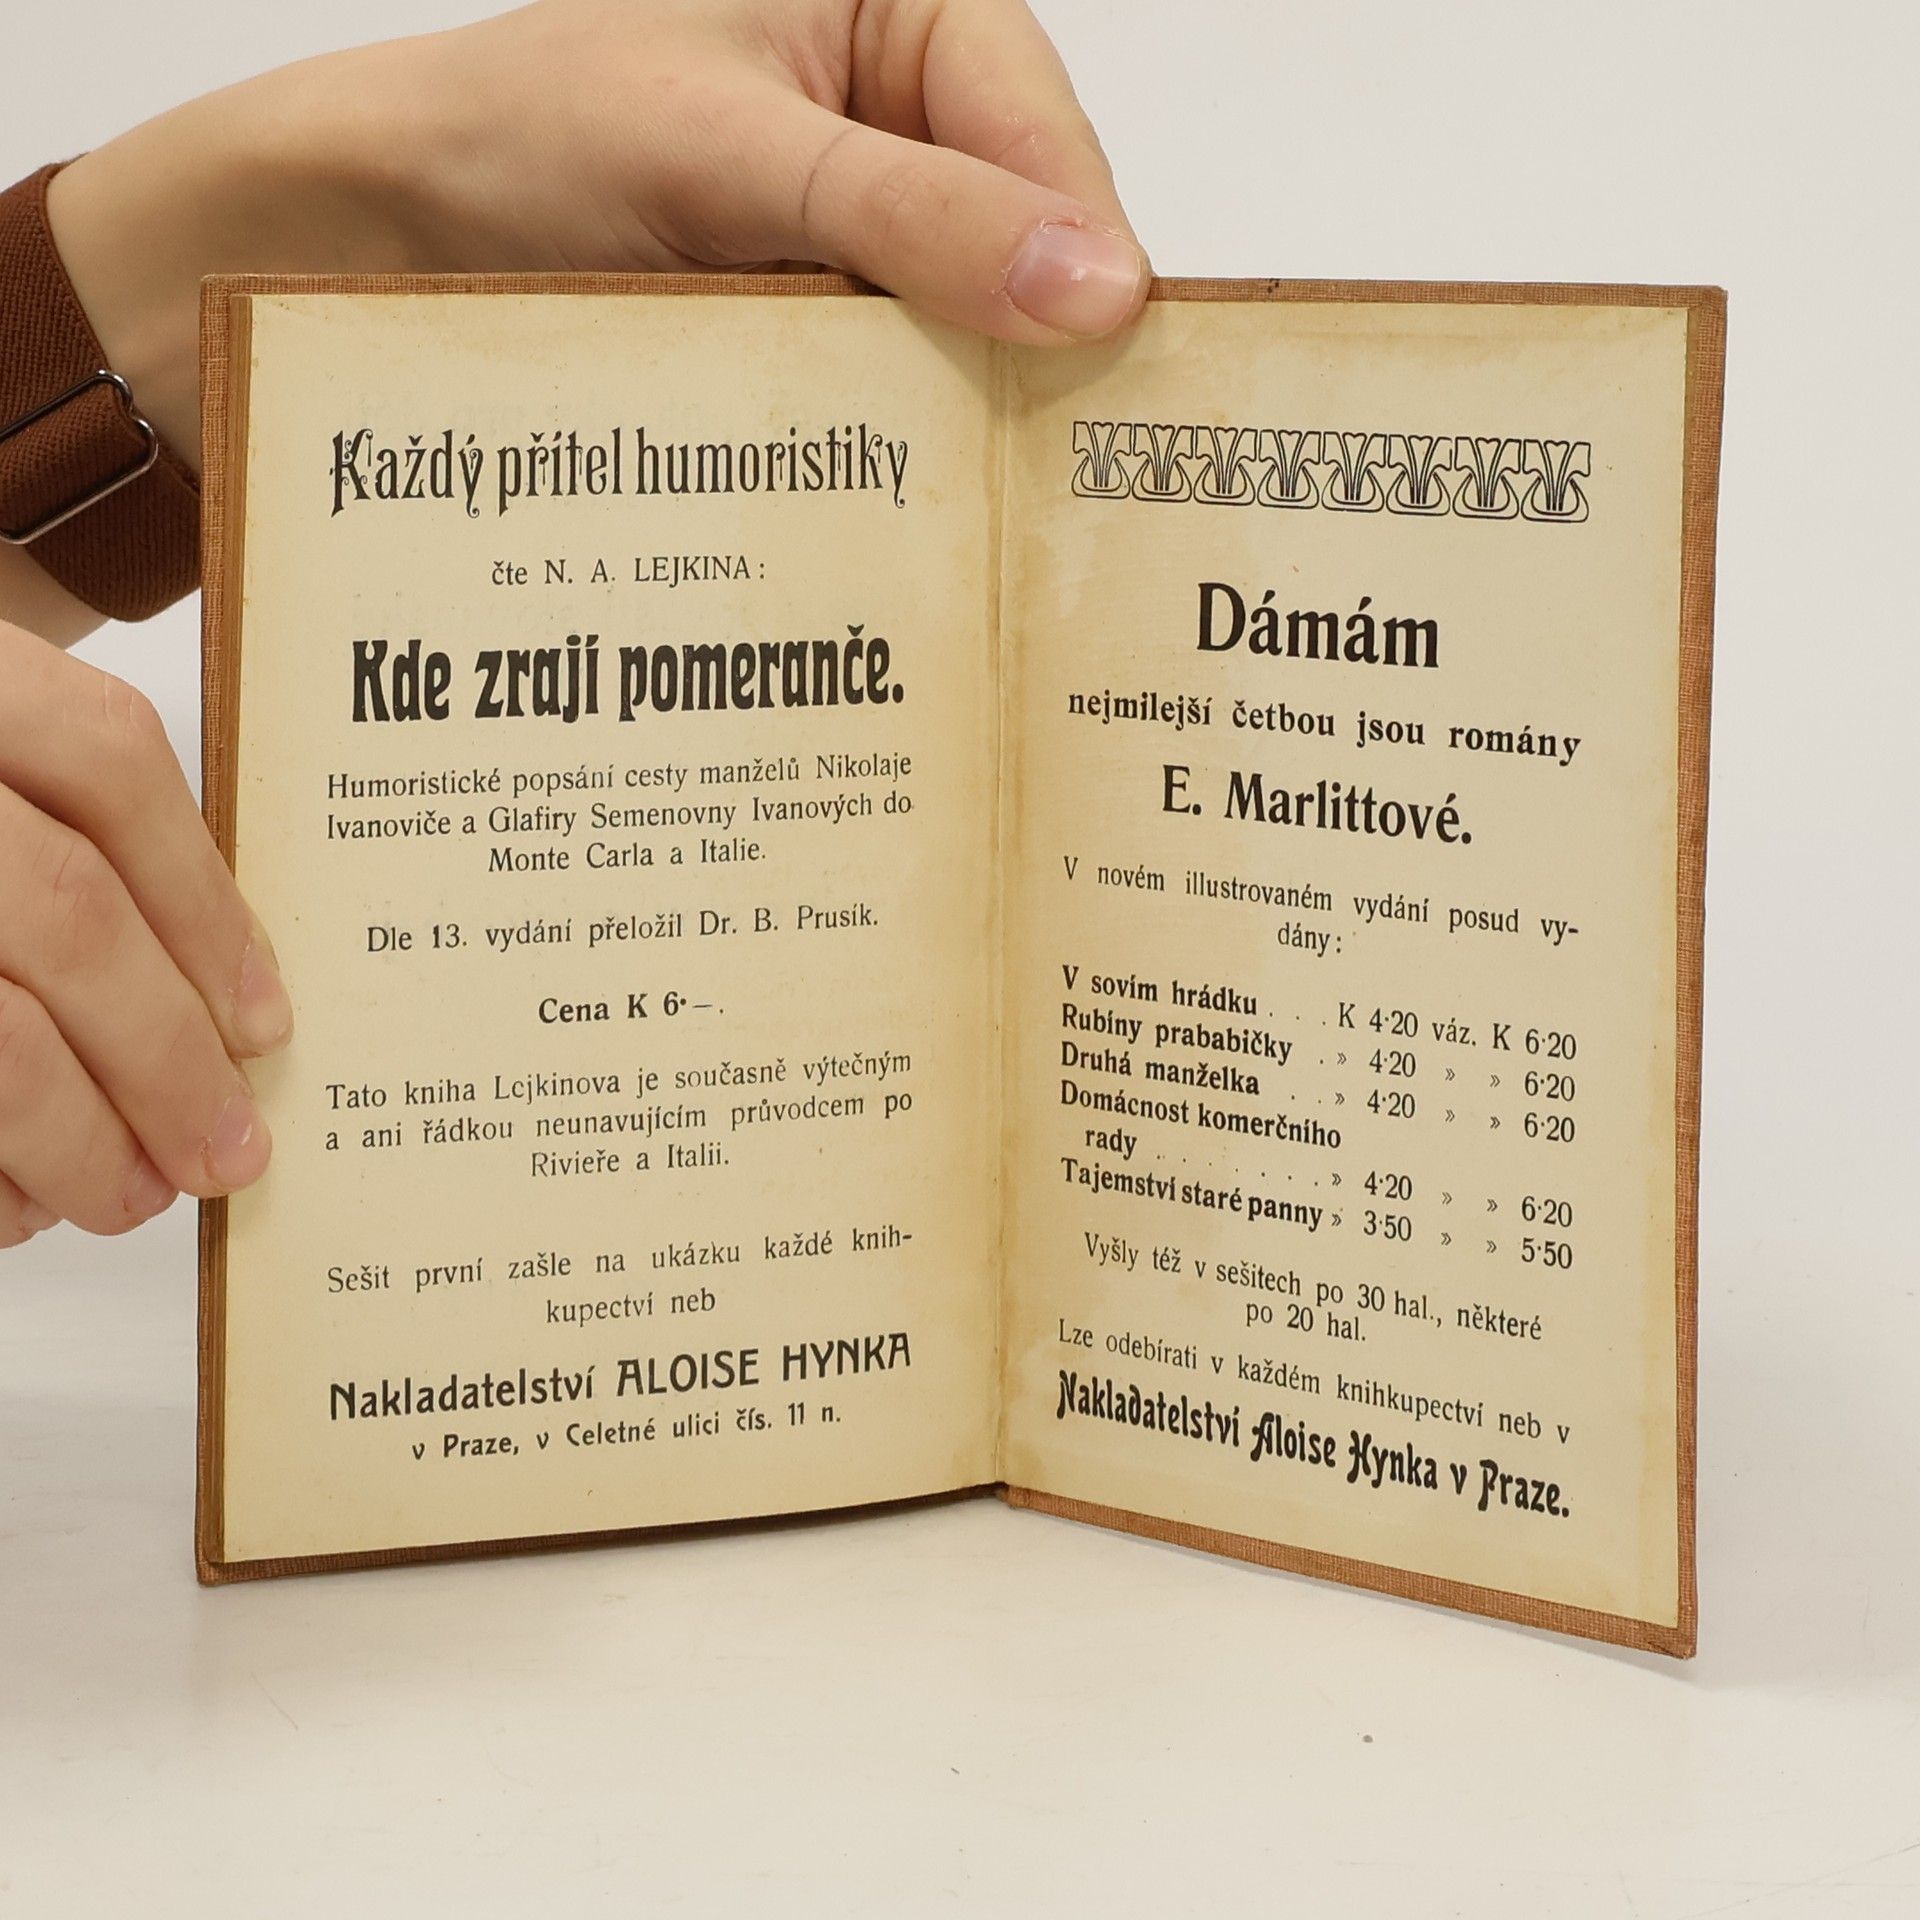 Každý přítel humoristiky
čte N. A. LEJKINA:
Kde zrají pomeranče.
Humoristické popsání cesty manželů Nikolaje
Ivanoviče a Glafiry Semenovny Ivanových do
Monte Carla a Italie.
Dle 13. vydání přeložil Dr. B. Prusík.
Cena K 6·–.
Tato kniha Lejkinova je současně výtečným
a ani řádkou neunavujícím průvodcem po
Rivieře a Italii.
Sešit první zašle na ukázku každé knih-
kupectví neb
Nakladatelství ALOISE HYNKA
v Praze, v Celetné ulici čís. 11 n.
Dámám
nejmilejší četbou jsou romány
E. Marlittové.
V novém illustrovaném vydání posud vy-
dány:
V sovím hrádku . . . K 4·20 váz. K 6·20
Rubíny prababičky . » 4·20 » » 6·20
Druhá manželka . . » 4·20 » » 6·20
Domácnost komerčního
rady . . . . . . . » 4·20 » » 6·20
Tajemství staré panny » 3·50 » » 5·50
Vyšly též v sešitech po 30 hal., některé
po 20 hal.
Lze odebírati v každém knihkupectví neb v
Nakladatelství Aloise Hynka v Praze.